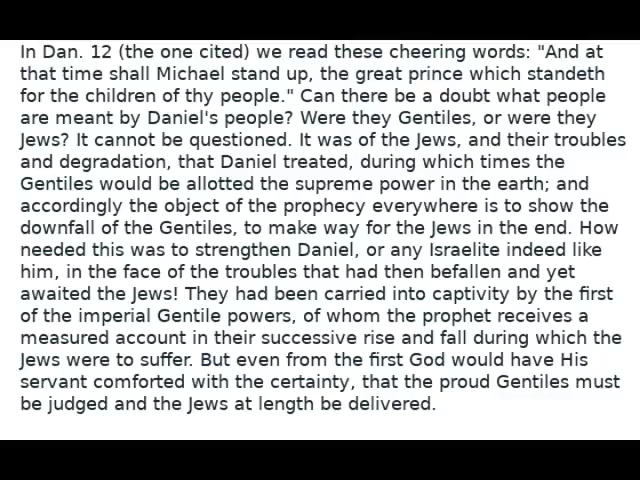 In Dan. 12 (the one cited) we read these cheering words: "And at
that time shall Michael stand up, the great prince which standeth
for the children of thy people." Can there be a doubt what people
are meant by Daniel's people? Were they Gentiles, or were they
Jews? It cannot be questioned. It was of the Jews, and their troubles
and degradation, that Daniel treated, during which times the
Gentiles would be allotted the supreme power in the earth; and
accordingly the object of the prophecy everywhere is to show the
downfall of the Gentiles, to make way for the Jews in the end. How
needed this was to strengthen Daniel, or any Israelite indeed like
him, in the face of the troubles that had then befallen and yet
awaited the Jews! They had been carried into captivity by the first
of the imperial Gentile powers, of whom the prophet receives a
measured account in their successive rise and fall during which the
Jews were to suffer. But even from the first God would have His
servant comforted with the certainty, that the proud Gentiles must
be judged and the Jews at length be delivered.